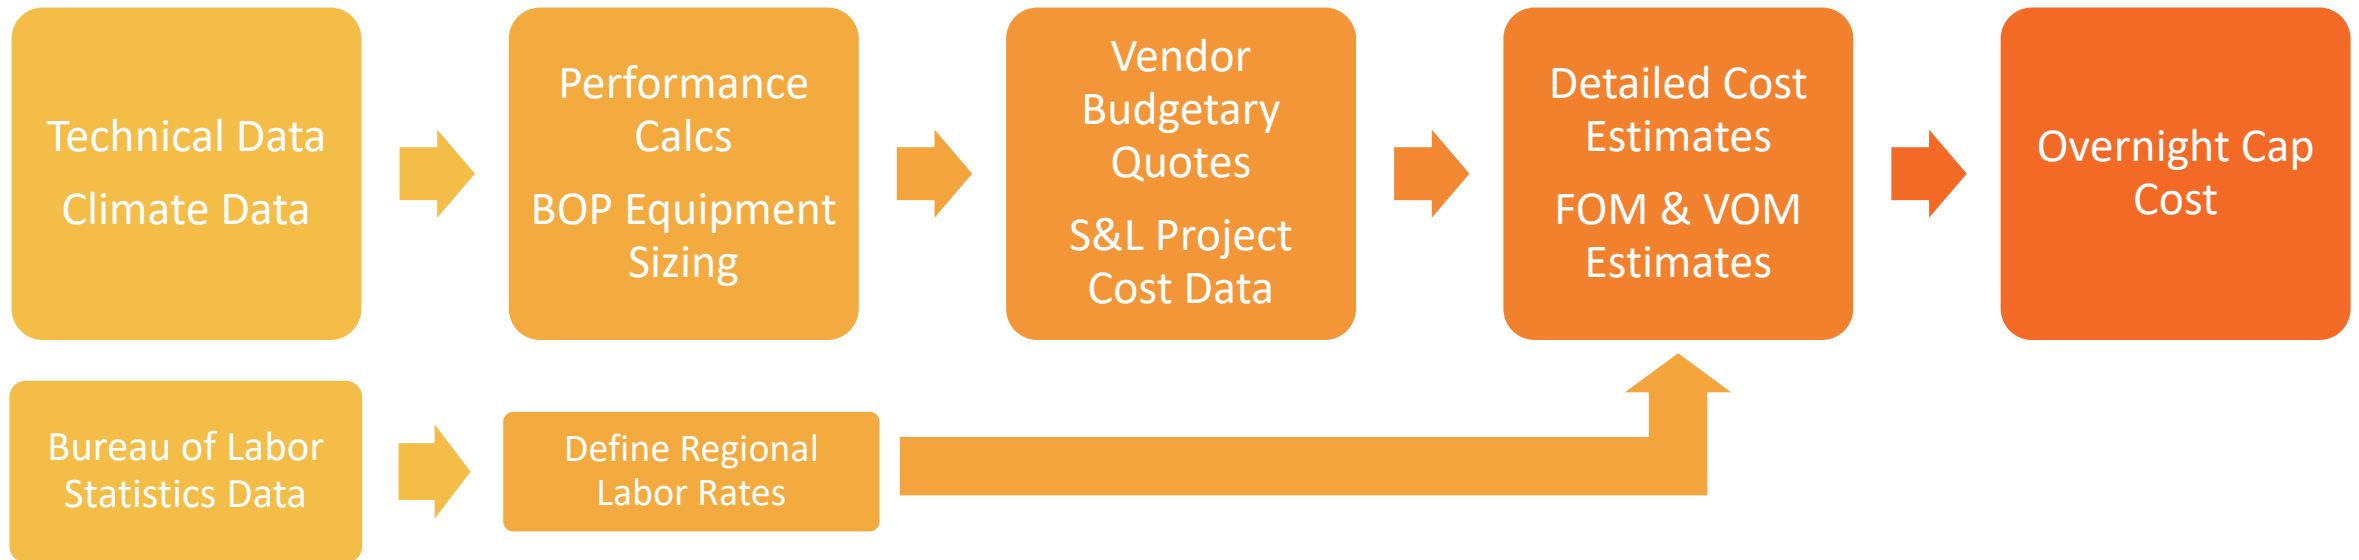 Technical Data
Climate Data
Performance
Calcs
BOP Equipment
Sizing
Vendor
Budgetary
Quotes
S&L Project
Cost Data
Detailed Cost
Estimates
FOM & VOM
Estimates
Overnight Cap
Cost
Bureau of Labor
Statistics Data
Define Regional
Labor Rates